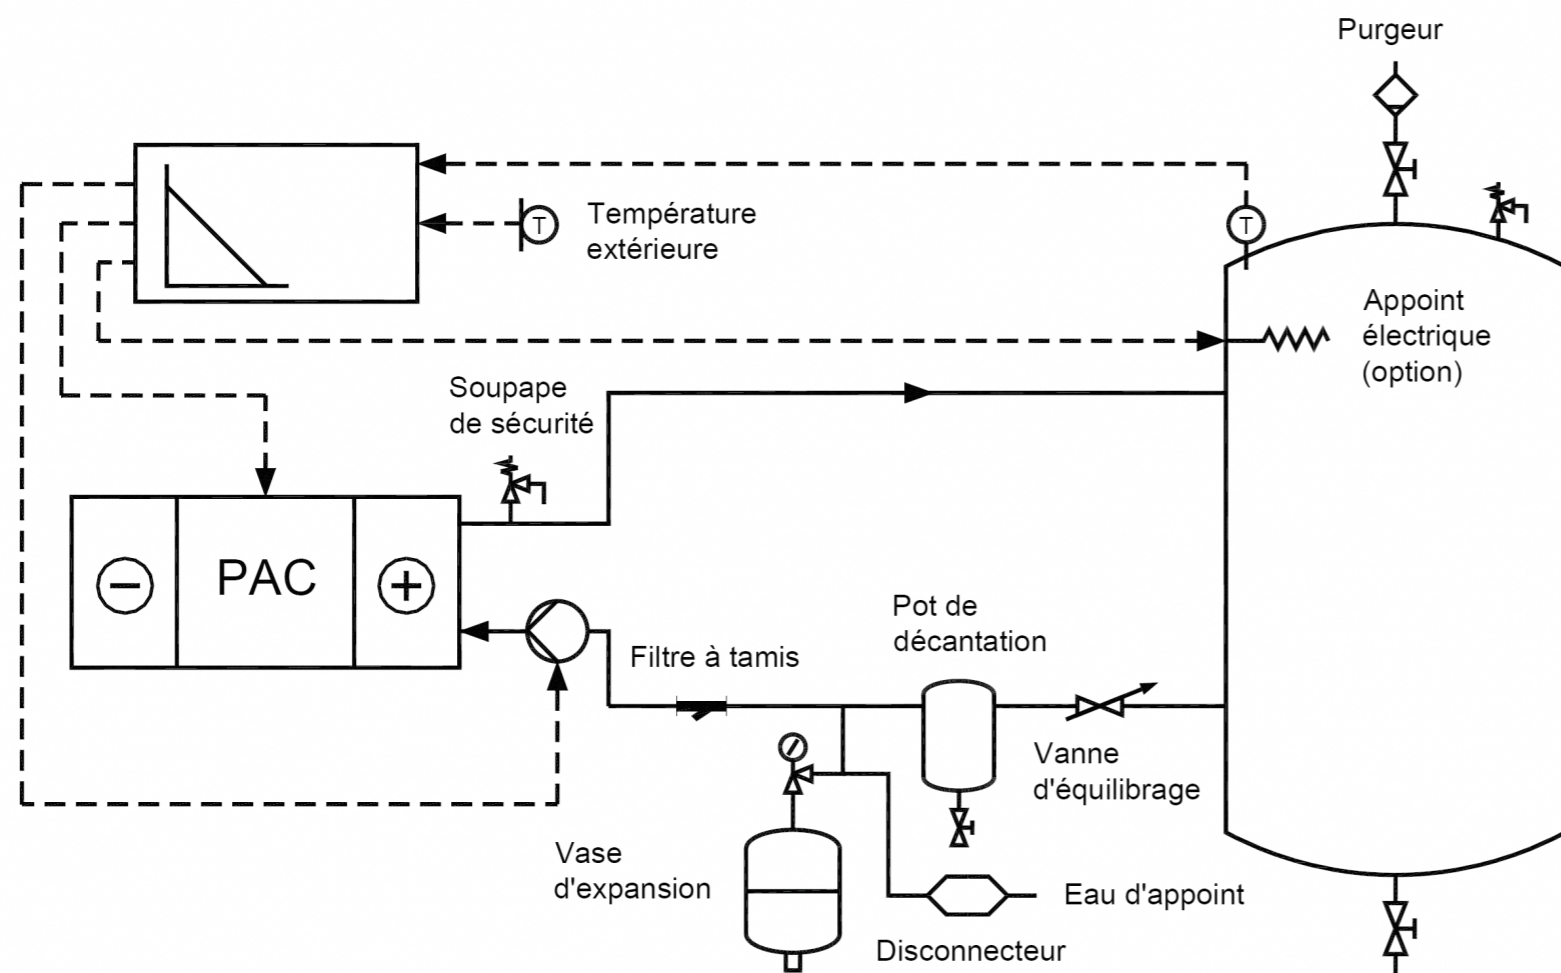 Purgeur
T
Température
extérieure
T
Appoint
électrique
(option)
Soupape
de sécurité
PAC
Pot de
décantation
Filtre à tamis
Vanne
d'équilibrage
Vase
d'expansion
Eau d'appoint
Disconnecteur